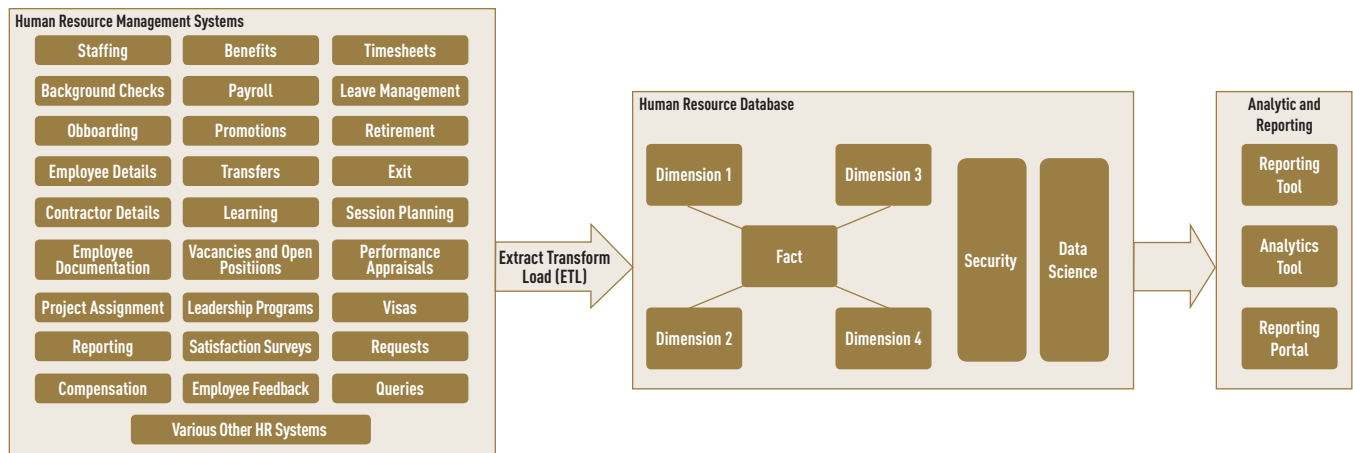 Human Resource Management Systems
Staffing
Benefits
Timesheets
Background Checks
Payroll
Leave Management
Obboarding
Promotions
Retirement
Employee Details
Transfers
Exit
Contractor Details
Learning
Session Planning
Employee
Documentation
Vacancies and Open
Positiions
Performance
Appraisals
Project Assignment
Leadership Programs
Visas
Reporting
Satisfaction Surveys
Requests
Compensation
Employee Feedback
Queries
Various Other HR Systems
Extract Transform
Load (ETL)
Human Resource Database
Dimension 1
Dimension 3
Fact
Dimension 2
Dimension 4
Security
Data
Science
Analytic and
Reporting
Reporting
Tool
Analytics
Tool
Reporting
Portal